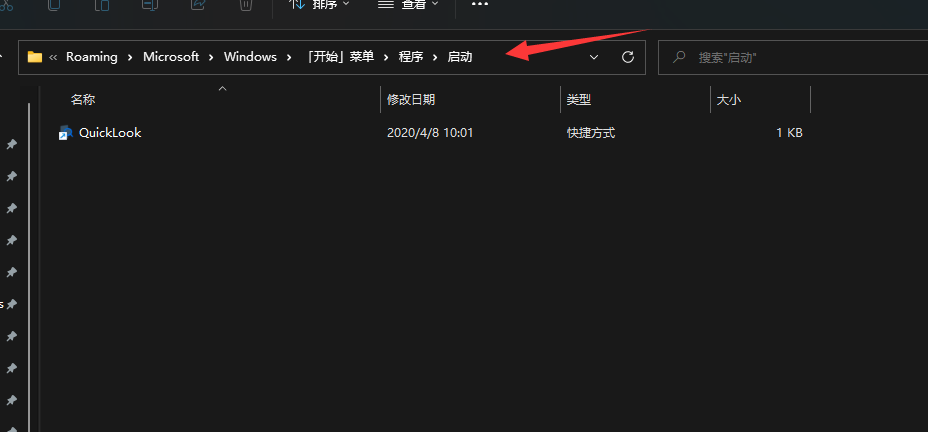 排序 查看
« Roaming > Microsoft > Windows > 「开始」菜单 > 程序 > 启动 搜索"启动"
名称 修改日期 类型 大小
QuickLook 2020/4/8 10:01 快捷方式 1 KB
s